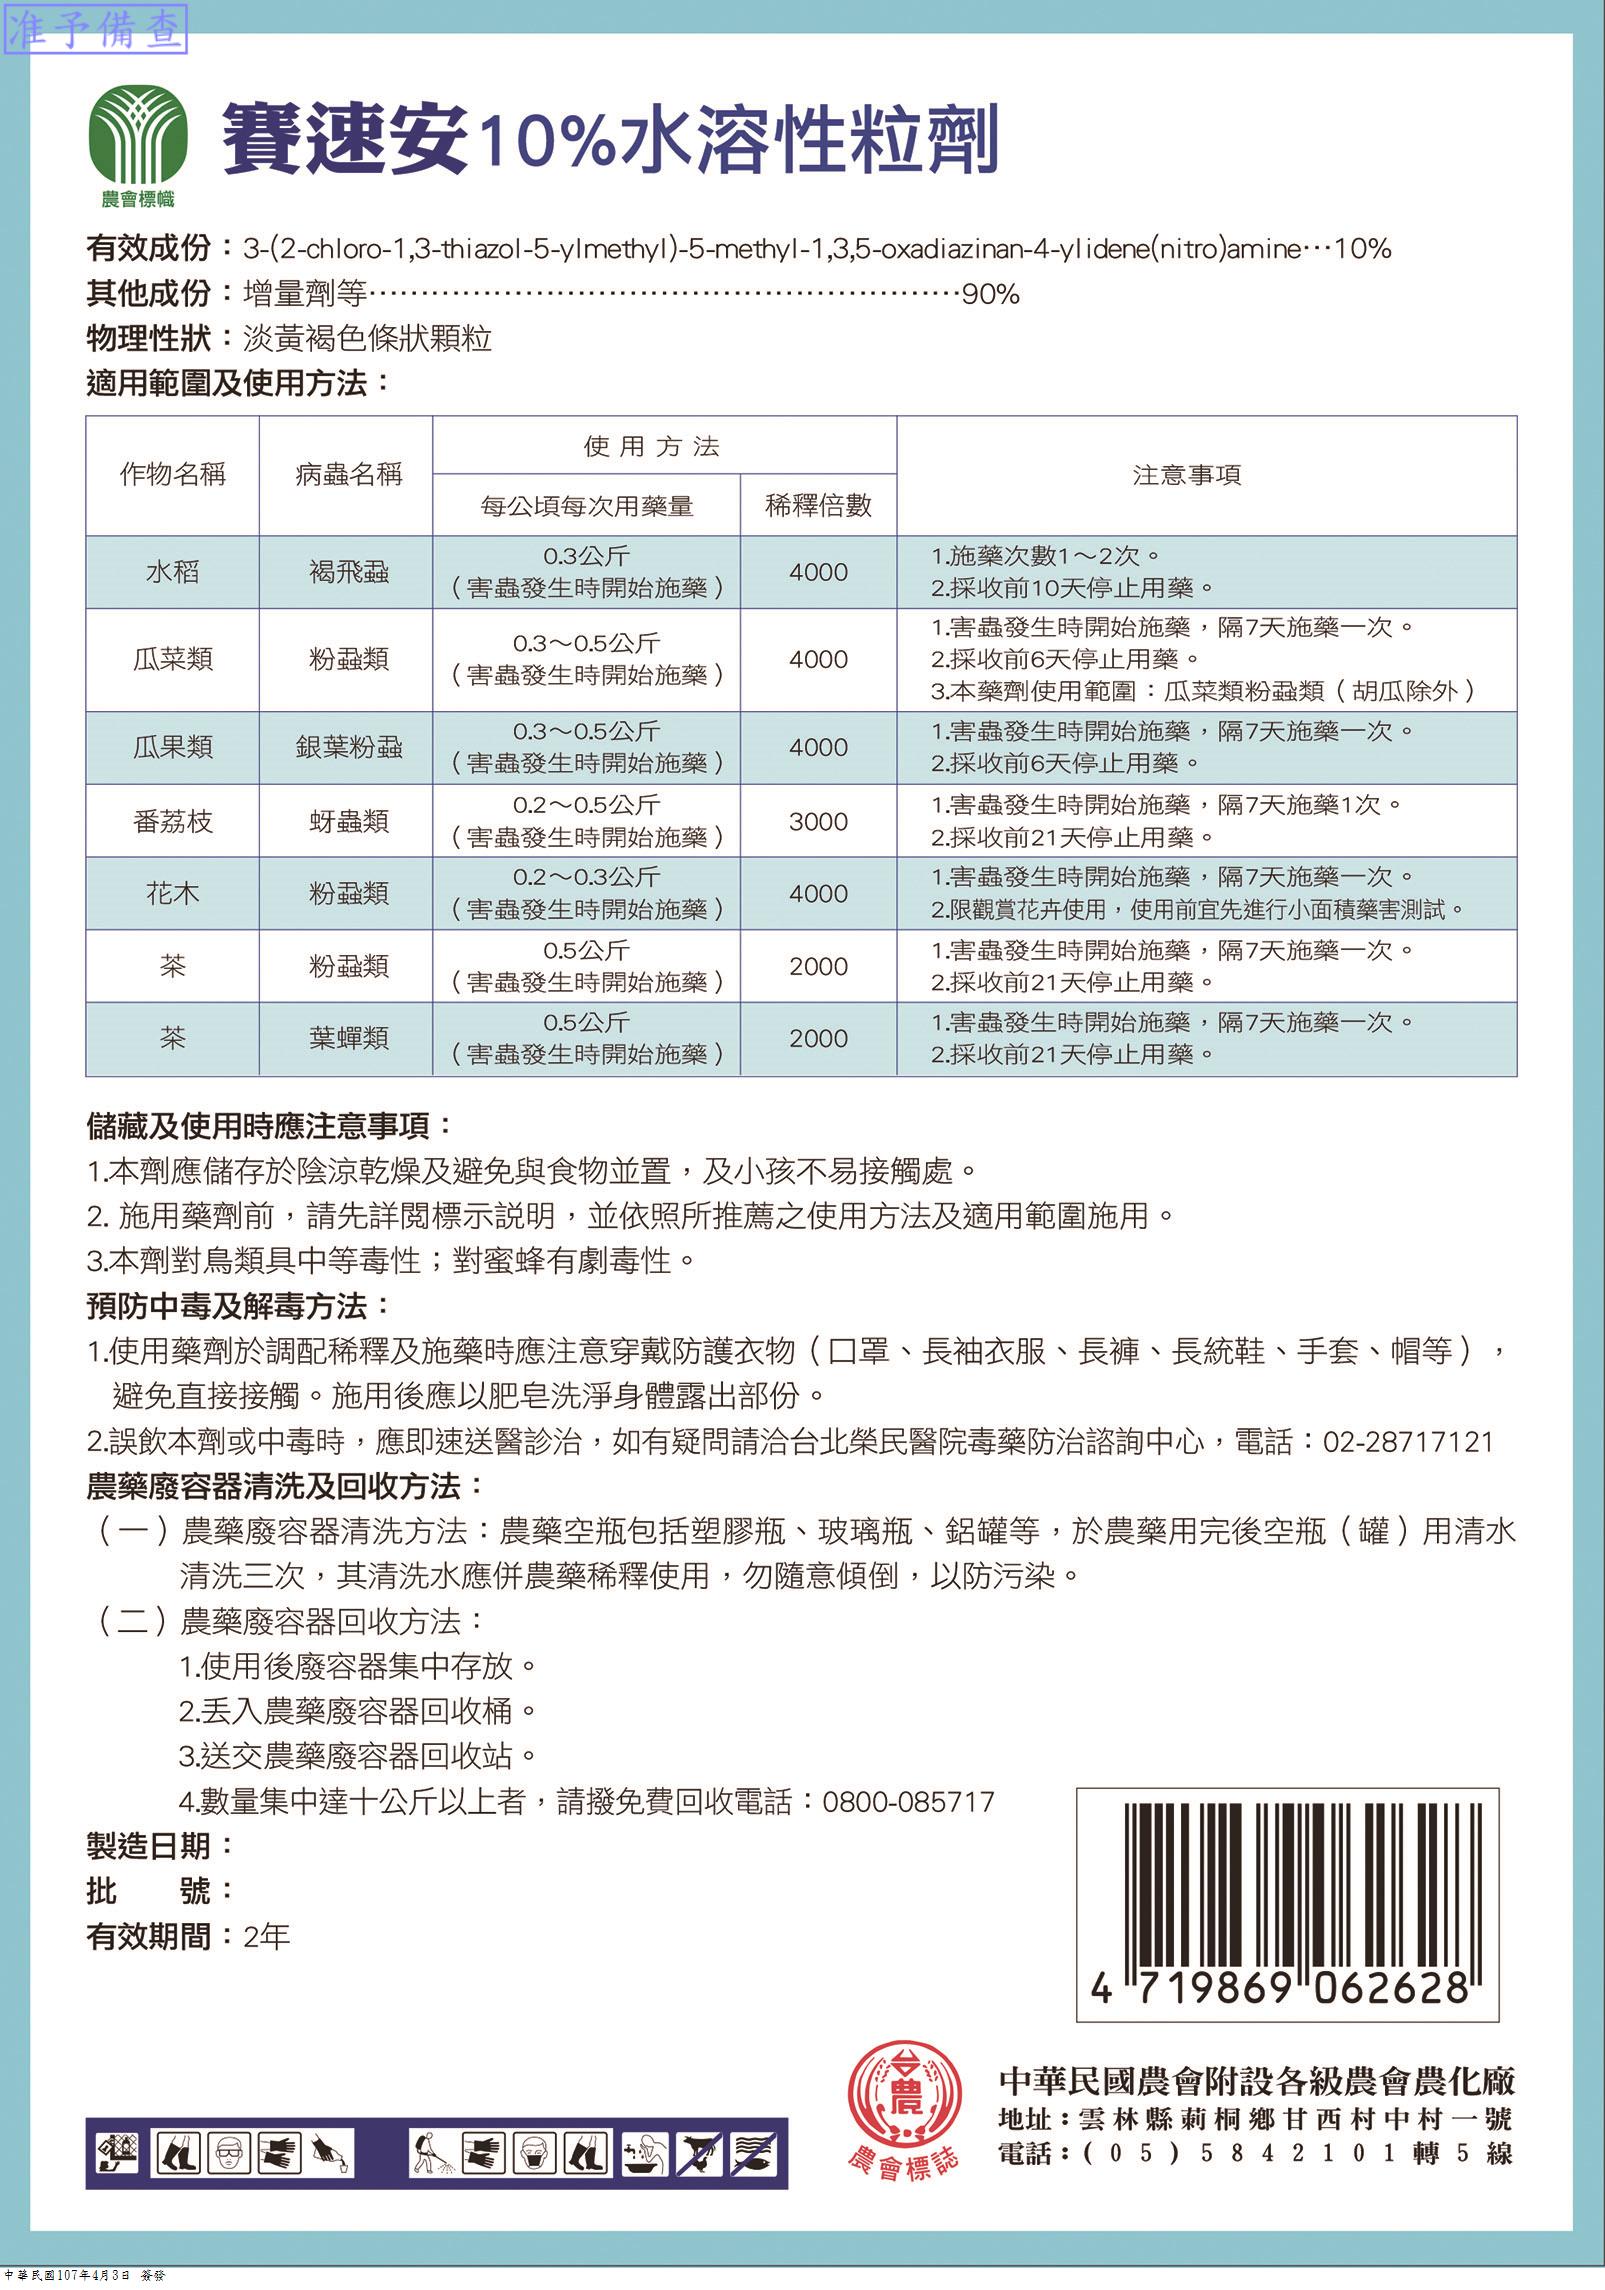 准予備查
農會標幟
賽速安10%水溶性粒劑
有效成份：3-(2-chloro-1,3-thiazol-5-ylmethyl)-5-methyl-1,3,5-oxadiazinan-4-ylidene(nitro)amine…10%
其他成份：增量劑等…………………………………………………90%
物理性狀：淡黃褐色條狀顆粒
適用範圍及使用方法：
作物名稱 病蟲名稱 使用方法 注意事項
每公頃每次用藥量 稀釋倍數
水稻 褐飛蝨 0.3公斤 （害蟲發生時開始施藥） 4000 1.施藥次數1～2次。
2.採收前10天停止用藥。
瓜菜類 粉蝨類 0.3～0.5公斤 （害蟲發生時開始施藥） 4000 1.害蟲發生時開始施藥，隔7天施藥一次。
2.採收前6天停止用藥。
3.本藥劑使用範圍：瓜菜類粉蝨類（胡瓜除外）
瓜果類 銀葉粉蝨 0.3～0.5公斤 （害蟲發生時開始施藥） 4000 1.害蟲發生時開始施藥，隔7天施藥一次。
2.採收前6天停止用藥。
番荔枝 蚜蟲類 0.2～0.5公斤 （害蟲發生時開始施藥） 3000 1.害蟲發生時開始施藥，隔7天施藥1次。
2.採收前21天停止用藥。
花木 粉蝨類 0.2～0.3公斤 （害蟲發生時開始施藥） 4000 1.害蟲發生時開始施藥，隔7天施藥一次。
2.限觀賞花卉使用，使用前宜先進行小面積藥害測試。
茶 粉蝨類 0.5公斤 （害蟲發生時開始施藥） 2000 1.害蟲發生時開始施藥，隔7天施藥一次。
2.採收前21天停止用藥。
茶 葉蟬類 0.5公斤 （害蟲發生時開始施藥） 2000 1.害蟲發生時開始施藥，隔7天施藥一次。
2.採收前21天停止用藥。
儲藏及使用時應注意事項：
1.本劑應儲存於陰涼乾燥及避免與食物並置，及小孩不易接觸處。
2. 施用藥劑前，請先詳閱標示說明，並依照所推薦之使用方法及適用範圍施用。
3.本劑對鳥類具中等毒性；對蜜蜂有劇毒性。
預防中毒及解毒方法：
1.使用藥劑於調配稀釋及施藥時應注意穿戴防護衣物（口罩、長袖衣服、長褲、長統鞋、手套、帽等），
避免直接接觸。施用後應以肥皂洗淨身體露出部份。
2.誤飲本劑或中毒時，應即速送醫診治，如有疑問請洽台北榮民醫院毒藥防治諮詢中心，電話：02-28717121
農藥廢容器清洗及回收方法：
（一）農藥廢容器清洗方法：農藥空瓶包括塑膠瓶、玻璃瓶、鋁罐等，於農藥用完後空瓶（罐）用清水
清洗三次，其清洗水應併農藥稀釋使用，勿隨意傾倒，以防污染。
（二）農藥廢容器回收方法：
1.使用後廢容器集中存放。
2.丟入農藥廢容器回收桶。
3.送交農藥廢容器回收站。
4.數量集中達十公斤以上者，請撥免費回收電話：0800-085717
製造日期：
批　　號：
有效期間：2年
4 719869 062628
台農
農會標誌
中華民國農會附設各級農會農化廠
地址：雲林縣莿桐鄉甘西村中村一號
電話：(05)5842101轉5線
中華民國107年4月3日 簽發